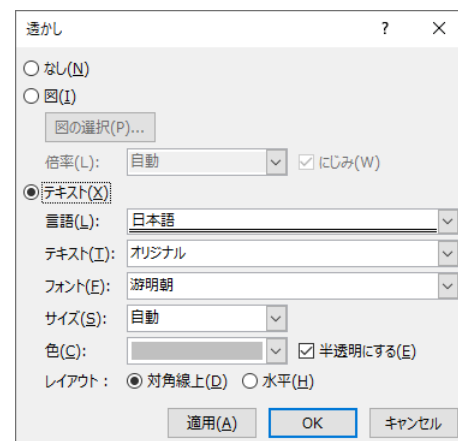 透かし ? ×
なし(N)
図(I)
図の選択(P)...
倍率(L): 自動 にじみ(W)
テキスト(X)
言語(L): 日本語
テキスト(T): オリジナル
フォント(F): 游明朝
サイズ(S): 自動
色(C): 半透明にする(E)
レイアウト: 対角線上(D) 水平(H)
適用(A) OK キャンセル